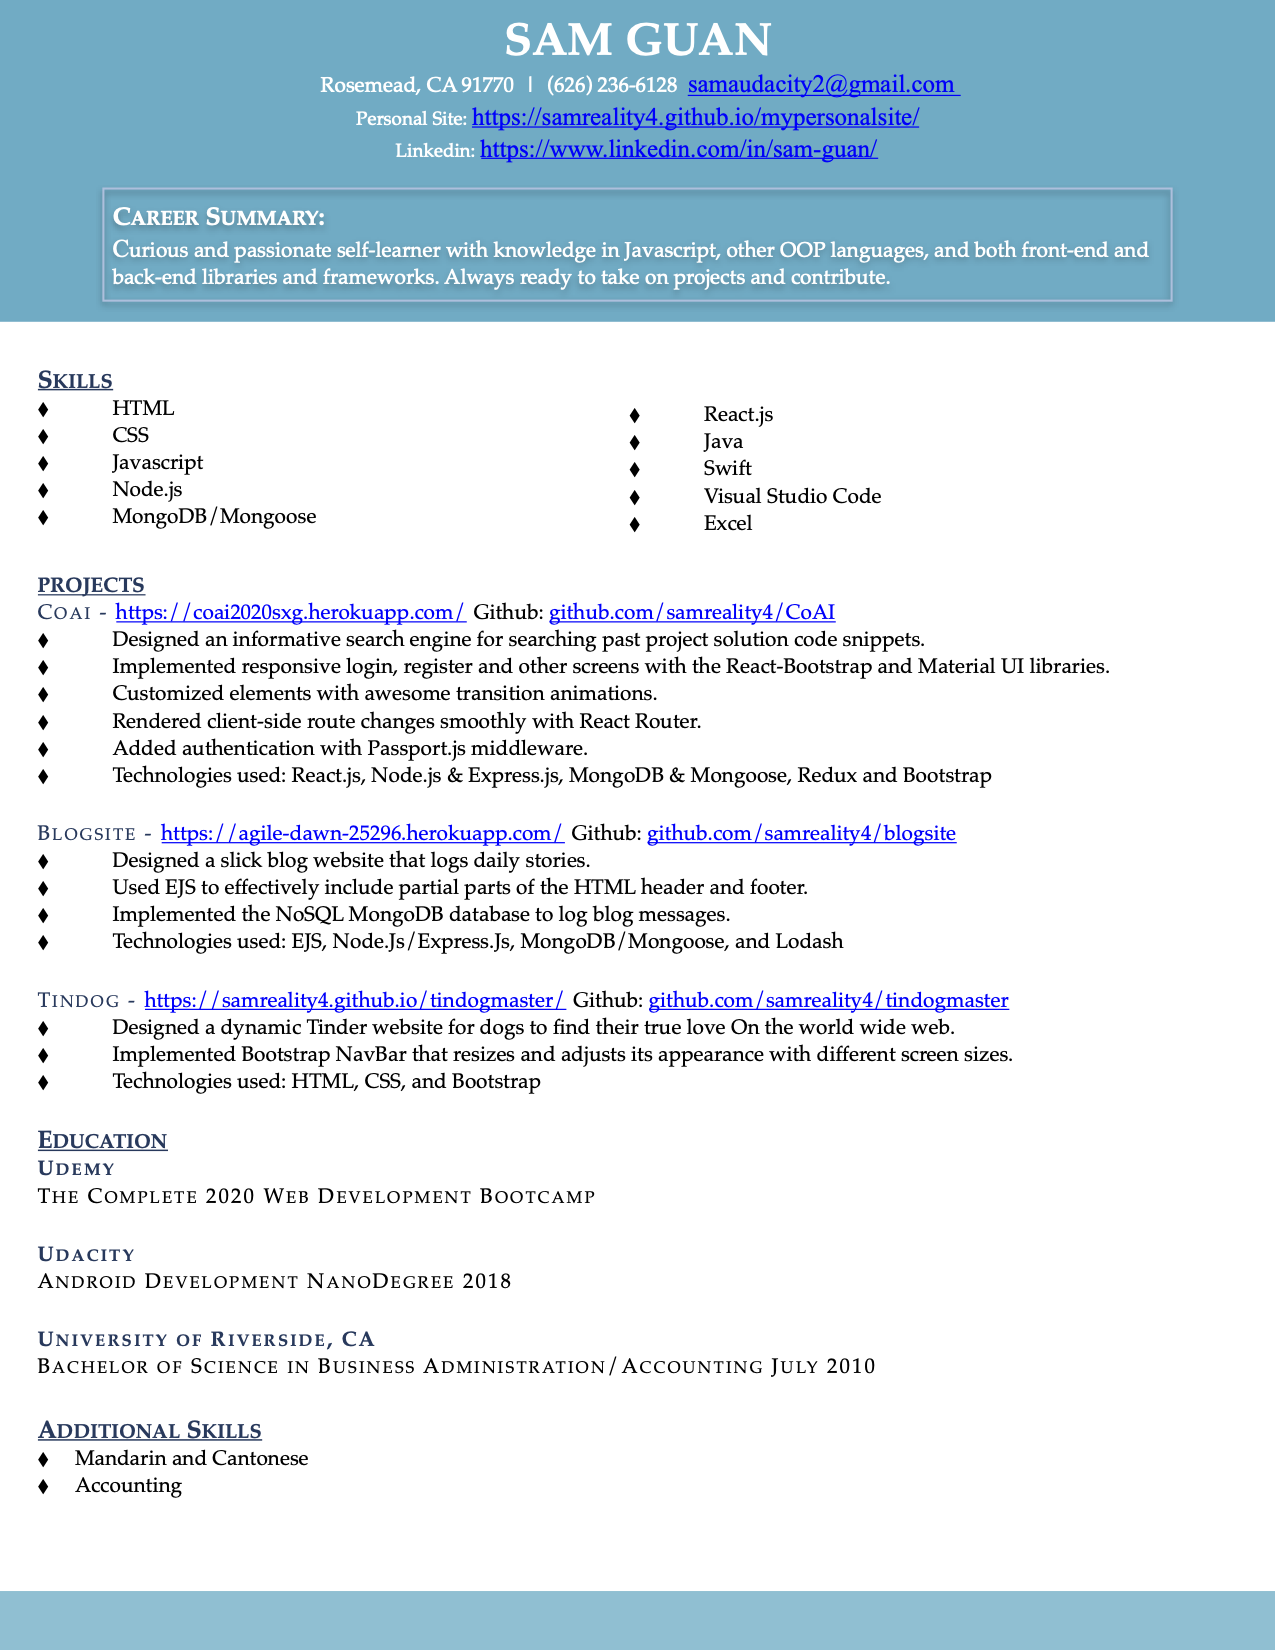 SAM GUAN
Rosemead, CA 91770 | (626) 236-6128 samaudacity2@gmail.com
Personal Site: https://samreality4.github.io/mypersonalsite/
Linkedin: https://www.linkedin.com/in/sam-guan/
CAREER SUMMARY:
Curious and passionate self-learner with knowledge in Javascript, other OOP languages, and both front-end and
back-end libraries and frameworks. Always ready to take on projects and contribute.
SKILLS
♦ HTML
♦ CSS
♦ Javascript
♦ Node.js
♦ MongoDB/Mongoose
♦ React.js
♦ Java
♦ Swift
♦ Visual Studio Code
♦ Excel
PROJECTS
COAI - https://coai2020sxg.herokuapp.com/ Github: github.com/samreality4/CoAI
♦ Designed an informative search engine for searching past project solution code snippets.
♦ Implemented responsive login, register and other screens with the React-Bootstrap and Material UI libraries.
♦ Customized elements with awesome transition animations.
♦ Rendered client-side route changes smoothly with React Router.
♦ Added authentication with Passport.js middleware.
♦ Technologies used: React.js, Node.js & Express.js, MongoDB & Mongoose, Redux and Bootstrap
BLOGSITE - https://agile-dawn-25296.herokuapp.com/ Github: github.com/samreality4/blogsite
♦ Designed a slick blog website that logs daily stories.
♦ Used EJS to effectively include partial parts of the HTML header and footer.
♦ Implemented the NoSQL MongoDB database to log blog messages.
♦ Technologies used: EJS, Node.Js/Express.Js, MongoDB/Mongoose, and Lodash
TINDOG - https://samreality4.github.io/tindogmaster/ Github: github.com/samreality4/tindogmaster
♦ Designed a dynamic Tinder website for dogs to find their true love On the world wide web.
♦ Implemented Bootstrap NavBar that resizes and adjusts its appearance with different screen sizes.
♦ Technologies used: HTML, CSS, and Bootstrap
EDUCATION
UDEMY
THE COMPLETE 2020 WEB DEVELOPMENT BOOTCAMP
UDACITY
ANDROID DEVELOPMENT NANODEGREE 2018
UNIVERSITY OF RIVERSIDE, CA
BACHELOR OF SCIENCE IN BUSINESS ADMINISTRATION/ACCOUNTING JULY 2010
ADDITIONAL SKILLS
♦ Mandarin and Cantonese
♦ Accounting